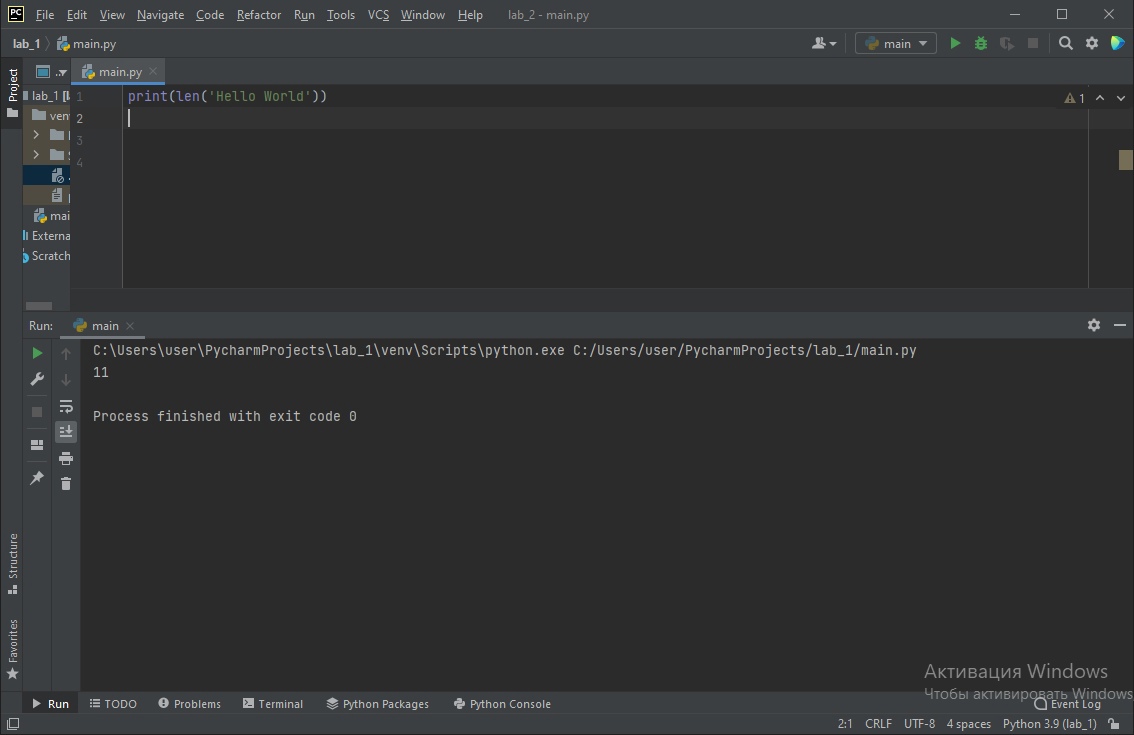 PC File Edit View Navigate Code Refactor Run Tools VCS Window Help lab_2 - main.py
lab_1 main.py main
Project .. main.py
lab_1 1 print(len('Hello World')) 1
ven 2
3
4
mai
Externa
Scratch
Run: main
C:\Users\user\PycharmProjects\lab_1\venv\Scripts\python.exe C:/Users/user/PycharmProjects/lab_1/main.py
11
Process finished with exit code 0
Structure
Favorites
Активация Windows
Чтобы активировать Windows
Run TODO Problems Terminal Python Packages Python Console Event Log
2:1 CRLF UTF-8 4 spaces Python 3.9 (lab_1)